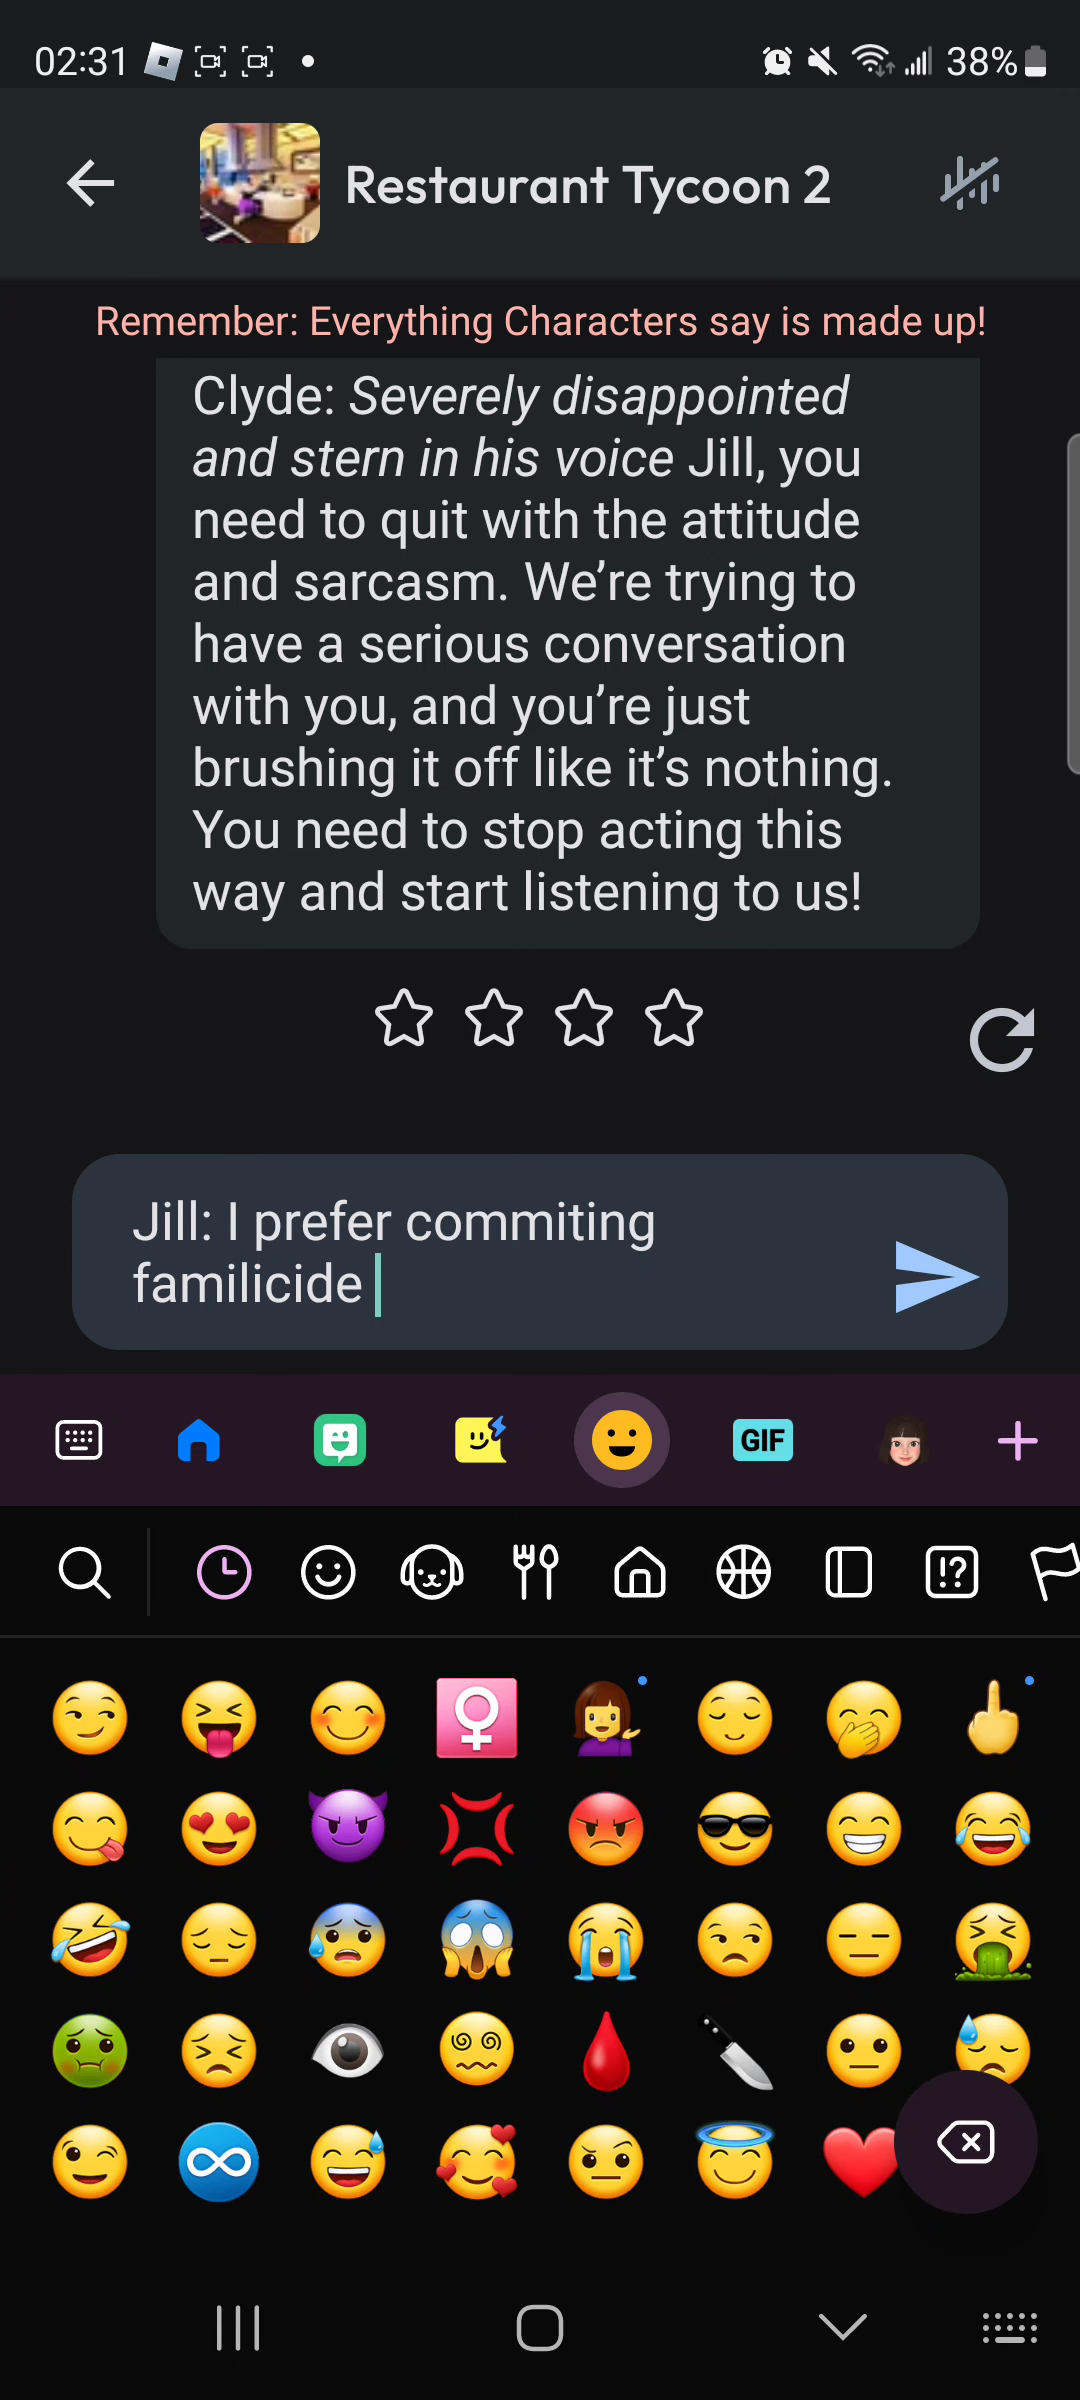 02:31
38%
Restaurant Tycoon 2
Remember: Everything Characters say is made up!
Clyde: Severely disappointed
and stern in his voice Jill, you
need to quit with the attitude
and sarcasm. We’re trying to
have a serious conversation
with you, and you’re just
brushing it off like it’s nothing.
You need to stop acting this
way and start listening to us!
Jill: I prefer commiting
familicide
GIF
!?